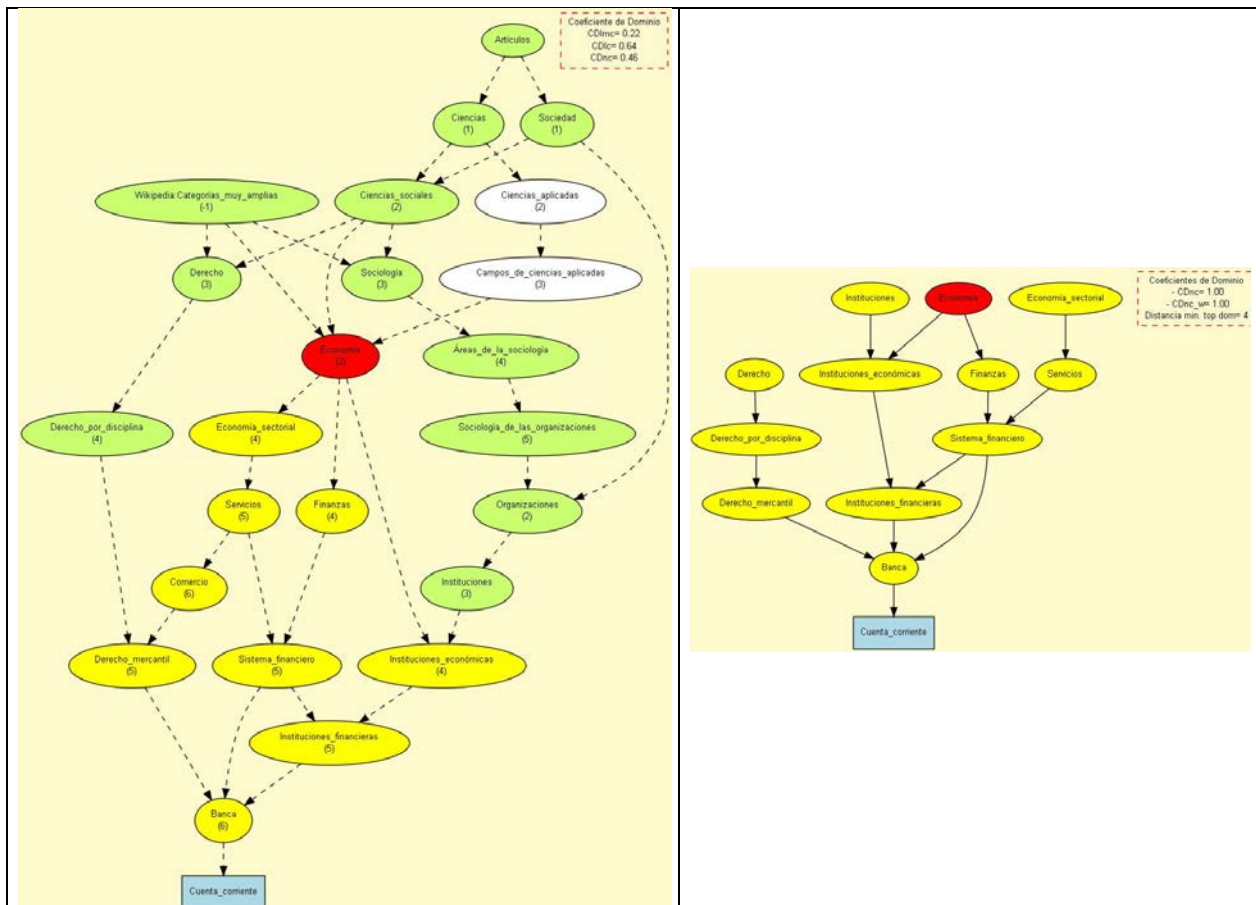 Coeficiente de Dominio
CDlmc= 0.22
CDlc= 0.64
CDnc= 0.46
Artículos
Ciencias
(1)
Sociedad
(1)
Wikipedia:Categorías_muy_amplias
(-1)
Ciencias_sociales
(2)
Ciencias_aplicadas
(2)
Derecho
(3)
Sociología
(3)
Campos_de_ciencias_aplicadas
(3)
Economía
(3)
Áreas_de_la_sociología
(4)
Derecho_por_disciplina
(4)
Economía_sectorial
(4)
Sociología_de_las_organizaciones
(5)
Servicios
(5)
Finanzas
(4)
Organizaciones
(2)
Comercio
(6)
Instituciones
(3)
Derecho_mercantil
(5)
Sistema_financiero
(5)
Instituciones_económicas
(4)
Instituciones_financieras
(5)
Banca
(6)
Cuenta_corriente
Coeficientes de Dominio
- CDnc= 1.00
- CDnc_w= 1.00
Distancia min. top dom= 4
Instituciones
Economía
Economía_sectorial
Derecho
Instituciones_económicas
Finanzas
Servicios
Derecho_por_disciplina
Sistema_financiero
Derecho_mercantil
Instituciones_financieras
Banca
Cuenta_corriente